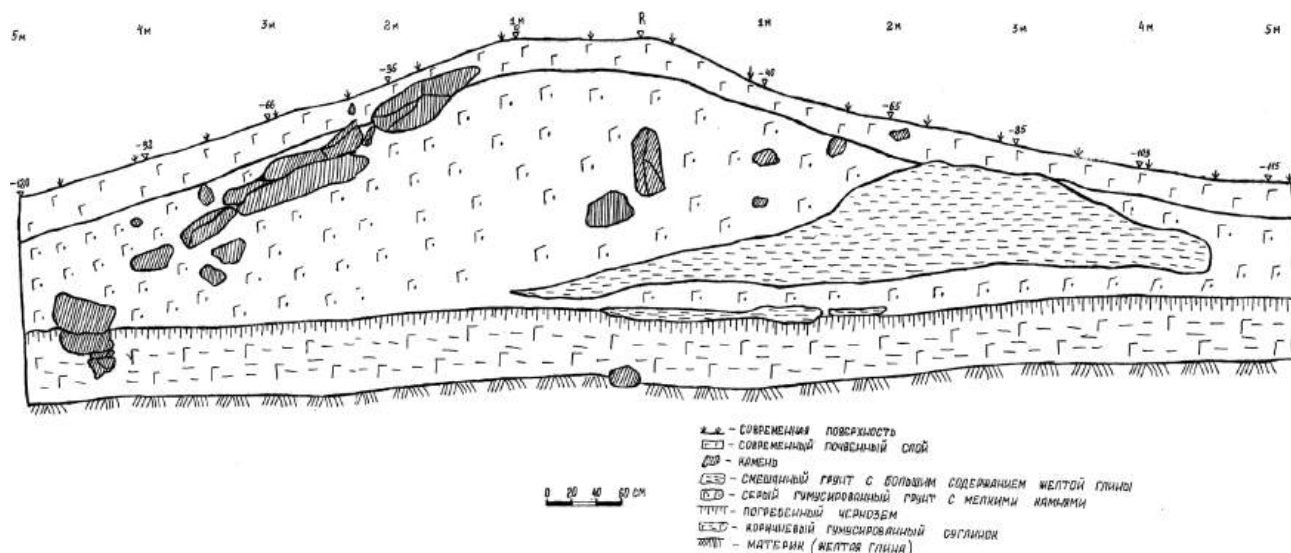 5м 4м 3м 2м 1м R 1м 2м 3м 4м 5м
-40
-66 -65
-92 -85
-103
-120 -115
- СОВРЕМЕННАЯ ПОВЕРХНОСТЬ
- СОВРЕМЕННЫЙ ПОЧВЕННЫЙ СЛОЙ
- КАМЕНЬ
- СМЕШАННЫЙ ГРУНТ С БОЛЬШИМ СОДЕРЖАНИЕМ ЖЕЛТОЙ ГЛИНЫ
- СЕРЫЙ ГУМУСИРОВАННЫЙ ГРУНТ С МЕЛКИМИ КАМНЯМИ
0 20 40 60 СМ
- ПОГРЕБЕННЫЙ ЧЕРНОЗЕМ
- КОРИЧНЕВЫЙ ГУМУСИРОВАННЫЙ СУГЛИНОК
- МАТЕРИК (ЖЕЛТАЯ ГЛИНА)